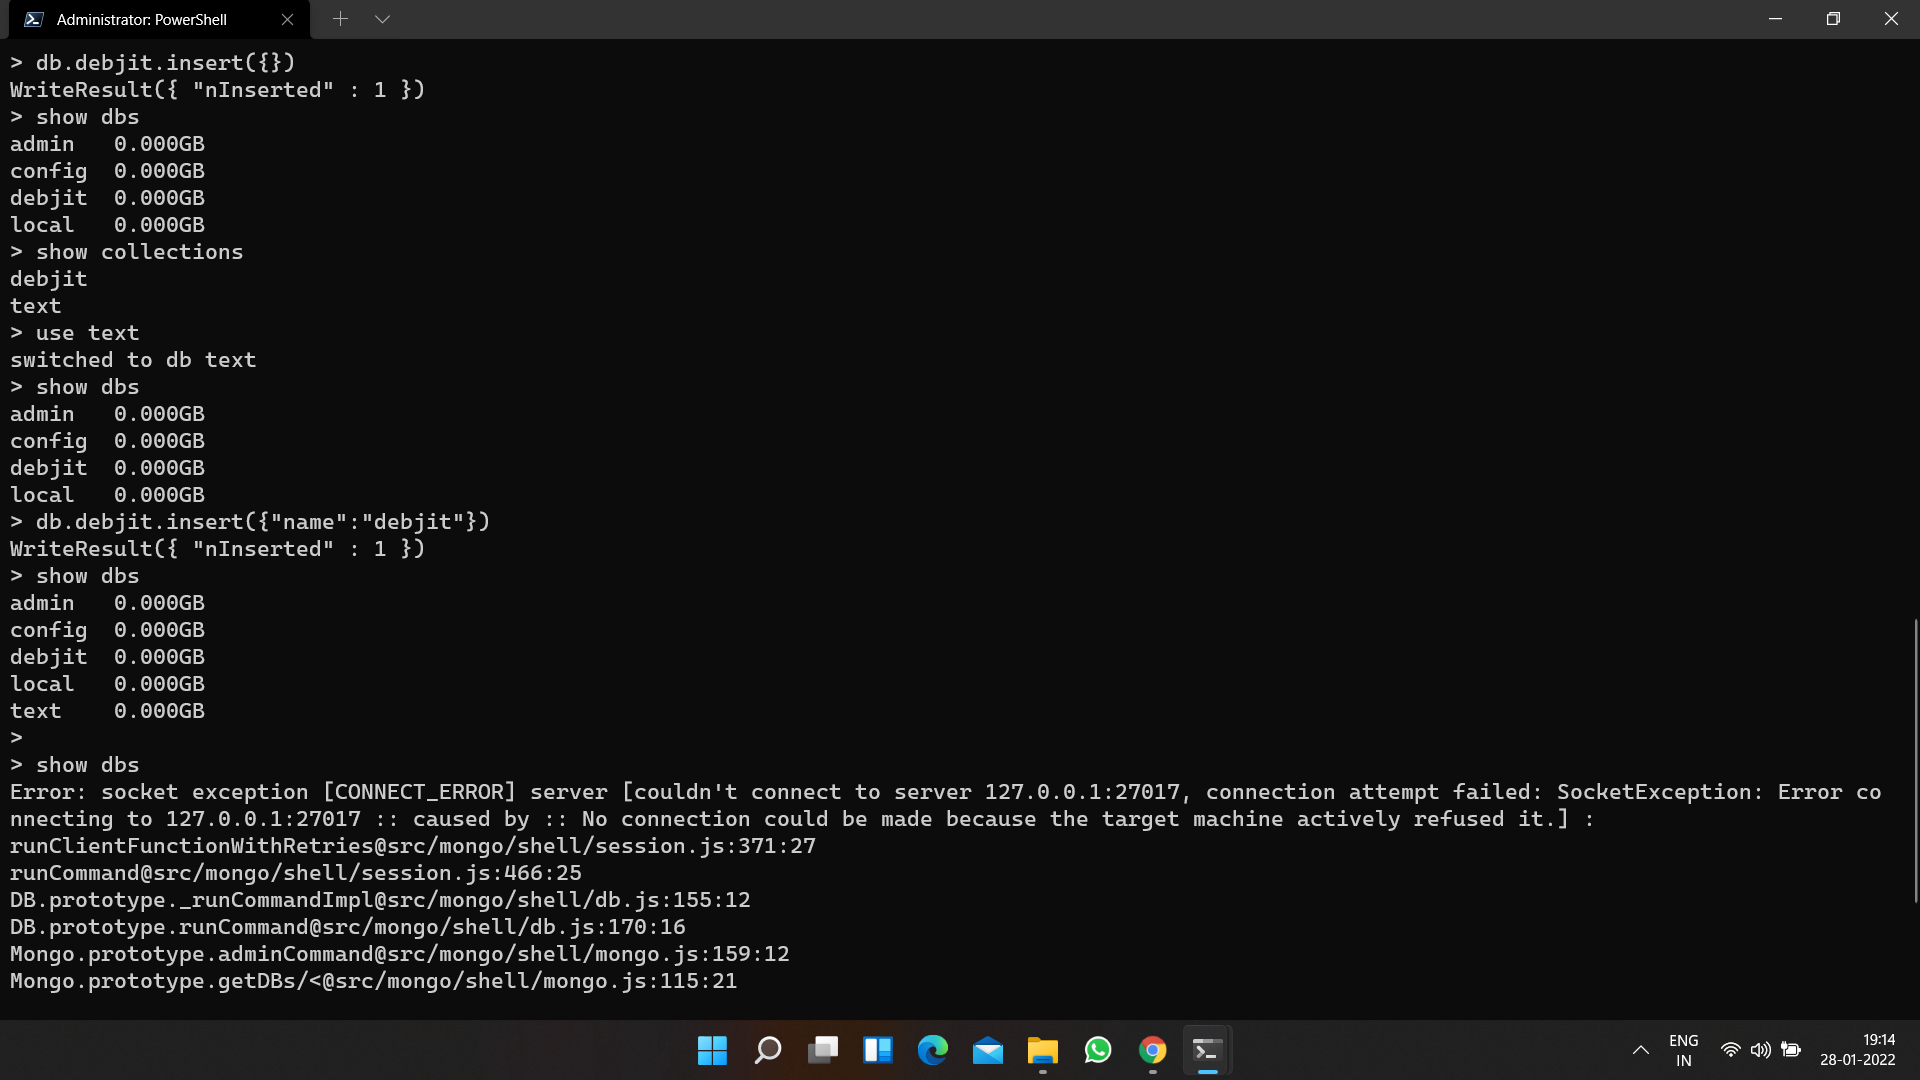 Administrator: PowerShell
> db.debjit.insert({})
WriteResult({ "nInserted" : 1 })
> show dbs
admin   0.000GB
config  0.000GB
debjit  0.000GB
local   0.000GB
> show collections
debjit
text
> use text
switched to db text
> show dbs
admin   0.000GB
config  0.000GB
debjit  0.000GB
local   0.000GB
> db.debjit.insert({"name":"debjit"})
WriteResult({ "nInserted" : 1 })
> show dbs
admin   0.000GB
config  0.000GB
debjit  0.000GB
local   0.000GB
text    0.000GB
>
> show dbs
Error: socket exception [CONNECT_ERROR] server [couldn't connect to server 127.0.0.1:27017, connection attempt failed: SocketException: Error co
nnecting to 127.0.0.1:27017 :: caused by :: No connection could be made because the target machine actively refused it.] :
runClientFunctionWithRetries@src/mongo/shell/session.js:371:27
runCommand@src/mongo/shell/session.js:466:25
DB.prototype._runCommandImpl@src/mongo/shell/db.js:155:12
DB.prototype.runCommand@src/mongo/shell/db.js:170:16
Mongo.prototype.adminCommand@src/mongo/shell/mongo.js:159:12
Mongo.prototype.getDBs/<@src/mongo/shell/mongo.js:115:21
ENG
IN
19:14
28-01-2022